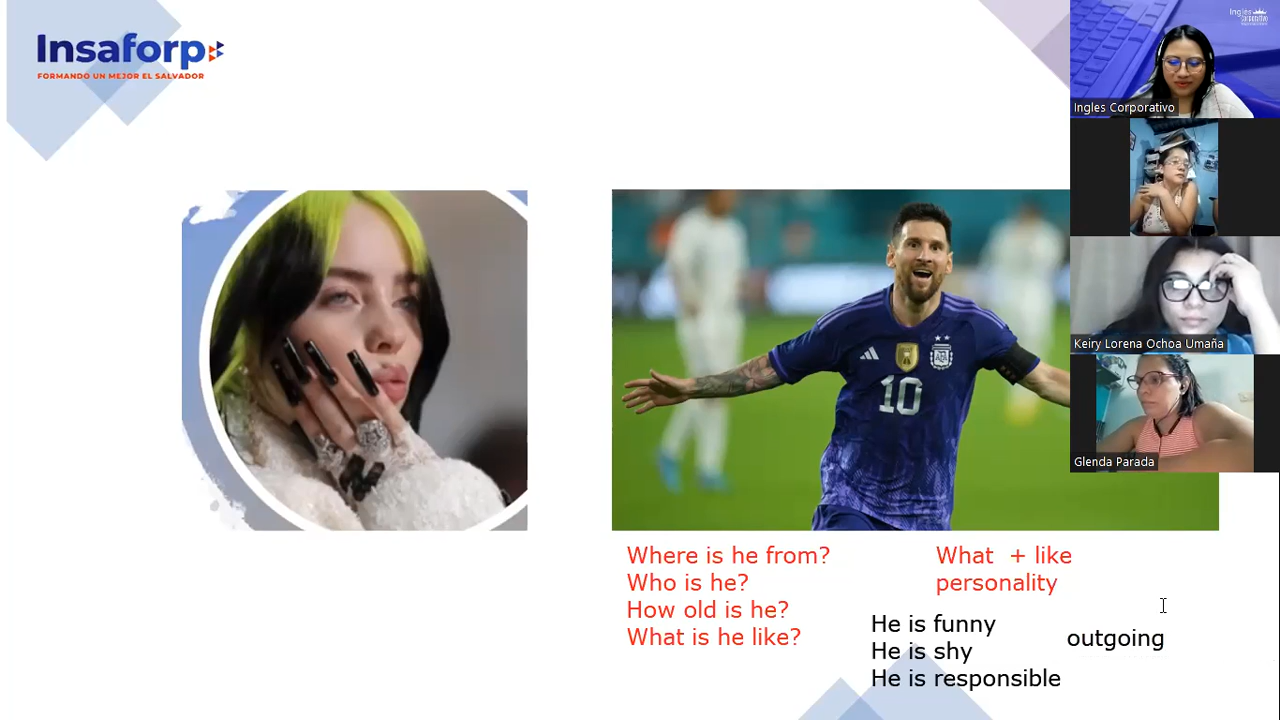 Insaforp
FORMANDO UN MEJOR EL SALVADOR
Ingles
Ingles Corporativo
Keiry Lorena Ochoa Umaña
Glenda Parada
10
Where is he from?
Who is he?
How old is he?
What is he like?
What + like
personality
He is funny
He is shy
He is responsible
outgoing